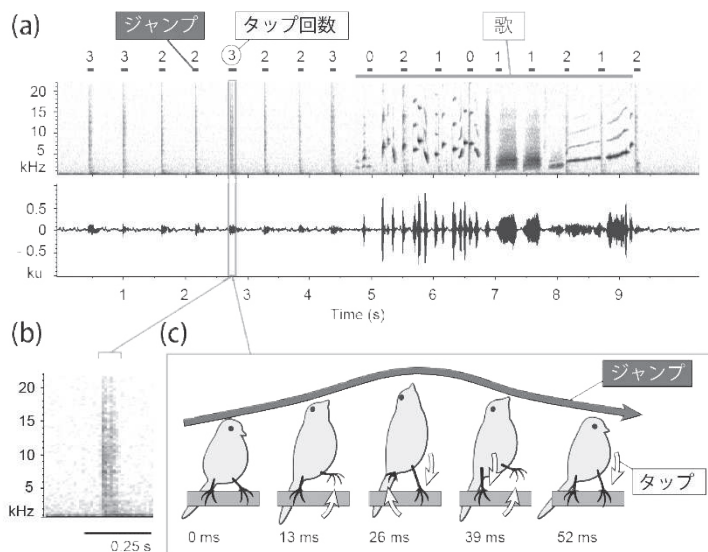 (a)
ジャンプ
タップ回数
歌
3 3 2 2 3 2 2 3 0 2 1 0 1 1 2 1 2
20
15
10
5
kHz
0.5
0
- 0.5
ku
1 2 3 4 5 6 7 8 9
Time (s)
(b)
20
15
10
5
kHz
0.25 s
(c)
ジャンプ
タップ
0 ms 13 ms 26 ms 39 ms 52 ms